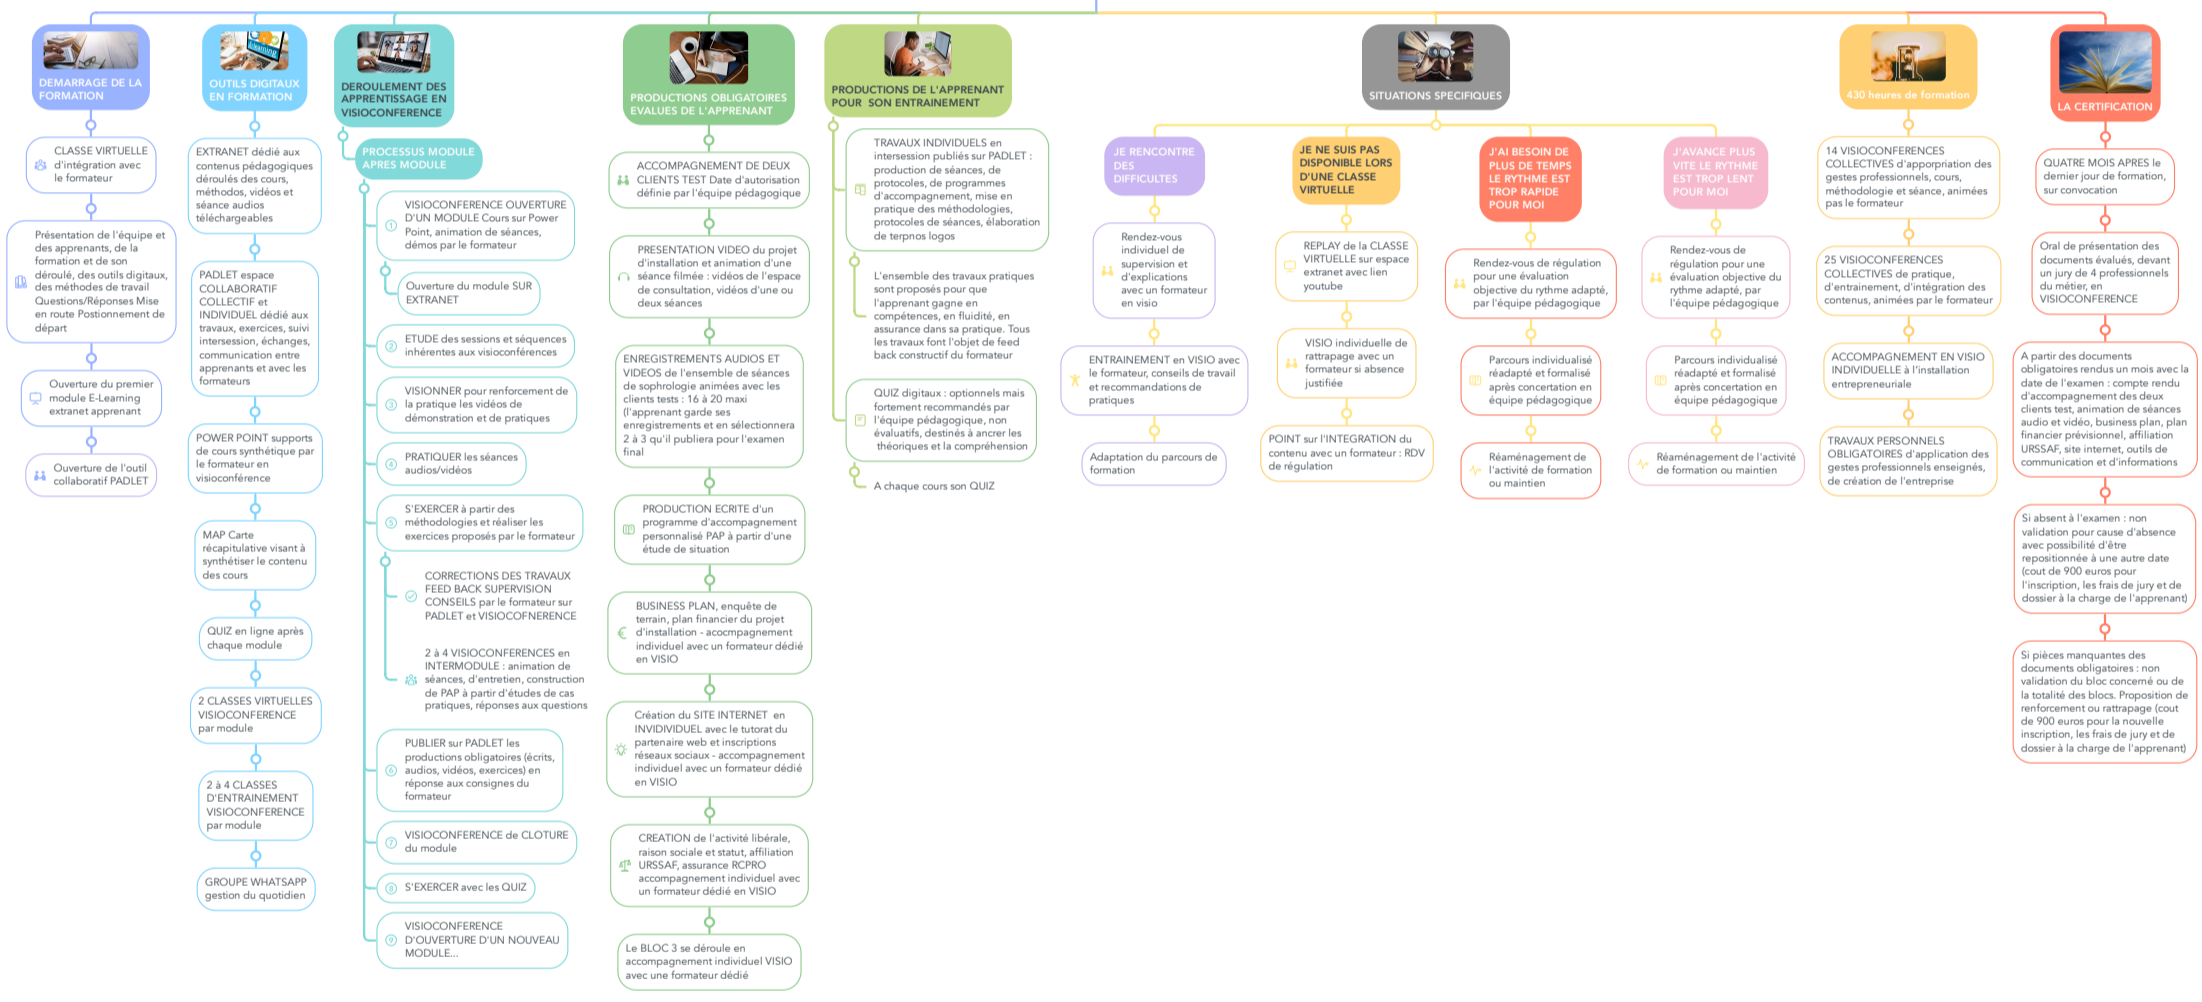 DEMARRAGE DE LA
FORMATION
CLASSE VIRTUELLE
d'intégration avec
le formateur
Présentation de l'équipe et
des apprenants, de la
formation et de son
déroulé, des outils digitaux,
des méthodes de travail
Questions/Réponses Mise
en route Postionnement de
départ
Ouverture du premier
module E-Learning
extranet apprenant
Ouverture de l'outil
collaboratif PADLET
OUTILS DIGITAUX
EN FORMATION
EXTRANET dédié aux
contenus pédagogiques
déroulés des cours,
méthodos, vidéos et
séance audios
téléchargeables
PADLET espace
COLLABORATIF
COLLECTIF et
INDIVIDUEL dédié aux
travaux, exercices, suivi
intersession, échanges,
communication entre
apprenants et avec les
formateurs
POWER POINT supports
de cours synthétique par
le formateur en
visioconférence
MAP Carte
récapitulative visant à
synthétiser le contenu
des cours
QUIZ en ligne après
chaque module
2 CLASSES VIRTUELLES
VISIOCONFERENCE
par module
2 à 4 CLASSES
D'ENTRAINEMENT
VISIOCONFERENCE
par module
GROUPE WHATSAPP
gestion du quotidien
DEROULEMENT DES
APPRENTISSAGE EN
VISIOCONFERENCE
PROCESSUS MODULE
APRES MODULE
1 VISIOCONFERENCE OUVERTURE
D'UN MODULE Cours sur Power
Point, animation de séances,
démos par le formateur
Ouverture du module SUR
EXTRANET
2 ETUDE des sessions et séquences
inhérentes aux visioconférences
3 VISIONNER pour renforcement de
la pratique les vidéos de
démonstration et de pratiques
4 PRATIQUER les séances
audios/vidéos
5 S'EXERCER à partir des
méthodologies et réaliser les
exercices proposés par le formateur
CORRECTIONS DES TRAVAUX
FEED BACK SUPERVISION
CONSEILS par le formateur sur
PADLET et VISIOCOFNERENCE
2 à 4 VISIOCONFERENCES en
INTERMODULE : animation de
séances, d'entretien, construction
de PAP à partir d'études de cas
pratiques, réponses aux questions
6 PUBLIER sur PADLET les
productions obligatoires (écrits,
audios, vidéos, exercices) en
réponse aux consignes du
formateur
7 VISIOCONFERENCE de CLOTURE
du module
8 S'EXERCER avec les QUIZ
9 VISIOCONFERENCE
D'OUVERTURE D'UN NOUVEAU
MODULE...
PRODUCTIONS OBLIGATOIRES
EVALUES DE L'APPRENANT
ACCOMPAGNEMENT DE DEUX
CLIENTS TEST Date d'autorisation
définie par l'équipe pédagogique
PRESENTATION VIDEO du projet
d'installation et animation d'une
séance filmée : vidéos de l'espace
de consultation, vidéos d'une ou
deux séances
ENREGISTREMENTS AUDIOS ET
VIDEOS de l'ensemble de séances
de sophrologie animées avec les
clients tests : 16 à 20 maxi
(l'apprenant garde ses
enregistrements et en sélectionnera
2 à 3 qu'il publiera pour l'examen
final
PRODUCTION ECRITE d'un
programme d'accompagnement
personnalisé PAP à partir d'une
étude de situation
BUSINESS PLAN, enquête de
terrain, plan financier du projet
d'installation - acocmpagnement
individuel avec un formateur dédié
en VISIO
Création du SITE INTERNET en
INVIDIVIDUEL avec le tutorat du
partenaire web et inscriptions
réseaux sociaux - accompagnement
individuel avec un formateur dédié
en VISIO
CREATION de l'activité libérale,
raison sociale et statut, affiliation
URSSAF, assurance RCPRO
accompagnement individuel avec
un formateur dédié en VISIO
Le BLOC 3 se déroule en
accompagnement individuel VISIO
avec une formateur dédié
PRODUCTIONS DE L'APPRENANT
POUR SON ENTRAINEMENT
TRAVAUX INDIVIDUELS en
intersession publiés sur PADLET :
production de séances, de
protocoles, de programmes
d'accompagnement, mise en
pratique des méthodologies,
protocoles de séances, élaboration
de terpnos logos
L'ensemble des travaux pratiques
sont proposés pour que
l'apprenant gagne en
compétences, en fluidité, en
assurance dans sa pratique. Tous
les travaux font l'objet de feed
back constructif du formateur
QUIZ digitaux : optionnels mais
fortement recommandés par
l'équipe pédagogique, non
évaluatifs, destinés à ancrer les
théoriques et la compréhension
A chaque cours son QUIZ
SITUATIONS SPECIFIQUES
JE RENCONTRE
DES
DIFFICULTES
Rendez-vous
individuel de
supervision et
d'explications
avec un formateur
en visio
ENTRAINEMENT en VISIO avec
le formateur, conseils de travail
et recommandations de
pratiques
Adaptation du parcours de
formation
JE NE SUIS PAS
DISPONIBLE LORS
D'UNE CLASSE
VIRTUELLE
REPLAY de la CLASSE
VIRTUELLE sur espace
extranet avec lien
youtube
VISIO individuelle de
rattrapage avec un
formateur si absence
justifiée
POINT sur l'INTEGRATION du
contenu avec un formateur : RDV
de régulation
J'AI BESOIN DE
PLUS DE TEMPS
LE RYTHME EST
TROP RAPIDE
POUR MOI
Rendez-vous de régulation
pour une évaluation
objective du rythme adapté,
par l'équipe pédagogique
Parcours individualisé
réadapté et formalisé
après concertation en
équipe pédagogique
Réaménagement de
l'activité de formation
ou maintien
J'AVANCE PLUS
VITE LE RYTHME
EST TROP LENT
POUR MOI
Rendez-vous de
régulation pour une
évaluation objective du
rythme adapté, par
l'équipe pédagogique
Parcours individualisé
réadapté et formalisé
après concertation en
équipe pédagogique
Réaménagement de l'activité
de formation ou maintien
430 heures de formation
14 VISIOCONFERENCES
COLLECTIVES d'apporpriation des
gestes professionnels, cours,
méthodologie et séance, animées
pas le formateur
25 VISIOCONFERENCES
COLLECTIVES de pratique,
d'entrainement, d'intégration des
contenus, animées par le formateur
ACCOMPAGNEMENT EN VISIO
INDIVIDUELLE à l'installation
entrepreneuriale
TRAVAUX PERSONNELS
OBLIGATOIRES d'application des
gestes professionnels enseignés,
de création de l'entreprise
LA CERTIFICATION
QUATRE MOIS APRES le
dernier jour de formation,
sur convocation
Oral de présentation des
documents évalués, devant
un jury de 4 professionnels
du métier, en
VISIOCONFERENCE
A partir des documents
obligatoires rendus un mois avec la
date de l'examen : compte rendu
d'accompagnement des deux
clients test, animation de séances
audio et vidéo, business plan, plan
financier prévisionnel, affiliation
URSSAF, site internet, outils de
communication et d'informations
Si absent à l'examen : non
validation pour cause d'absence
avec possibilité d'être
repositionnée à une autre date
(cout de 900 euros pour
l'inscription, les frais de jury et de
dossier à la charge de l'apprenant)
Si pièces manquantes des
documents obligatoires : non
validation du bloc concerné ou de
la totalité des blocs. Proposition de
renforcement ou rattrapage (cout
de 900 euros pour la nouvelle
inscription, les frais de jury et de
dossier à la charge de l'apprenant)